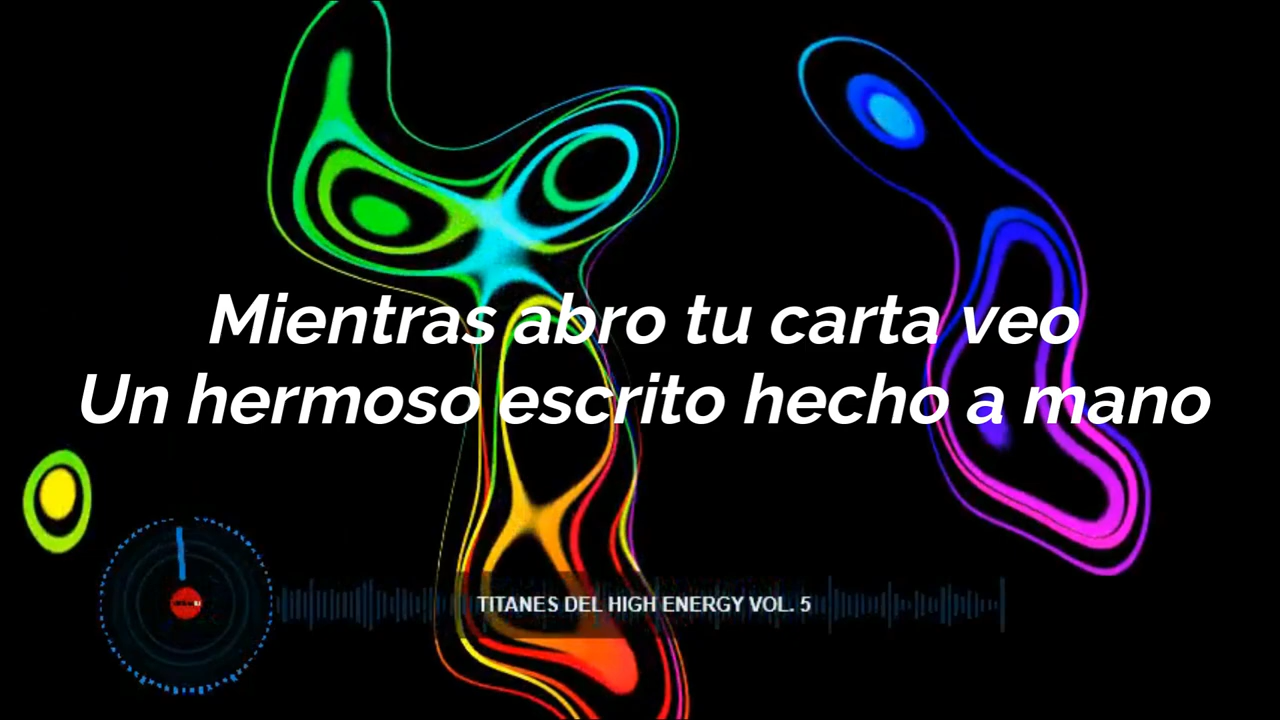 Mientras abro tu carta veo
Un hermoso escrito hecho a mano
TITANES DEL HIGH ENERGY VOL. 5